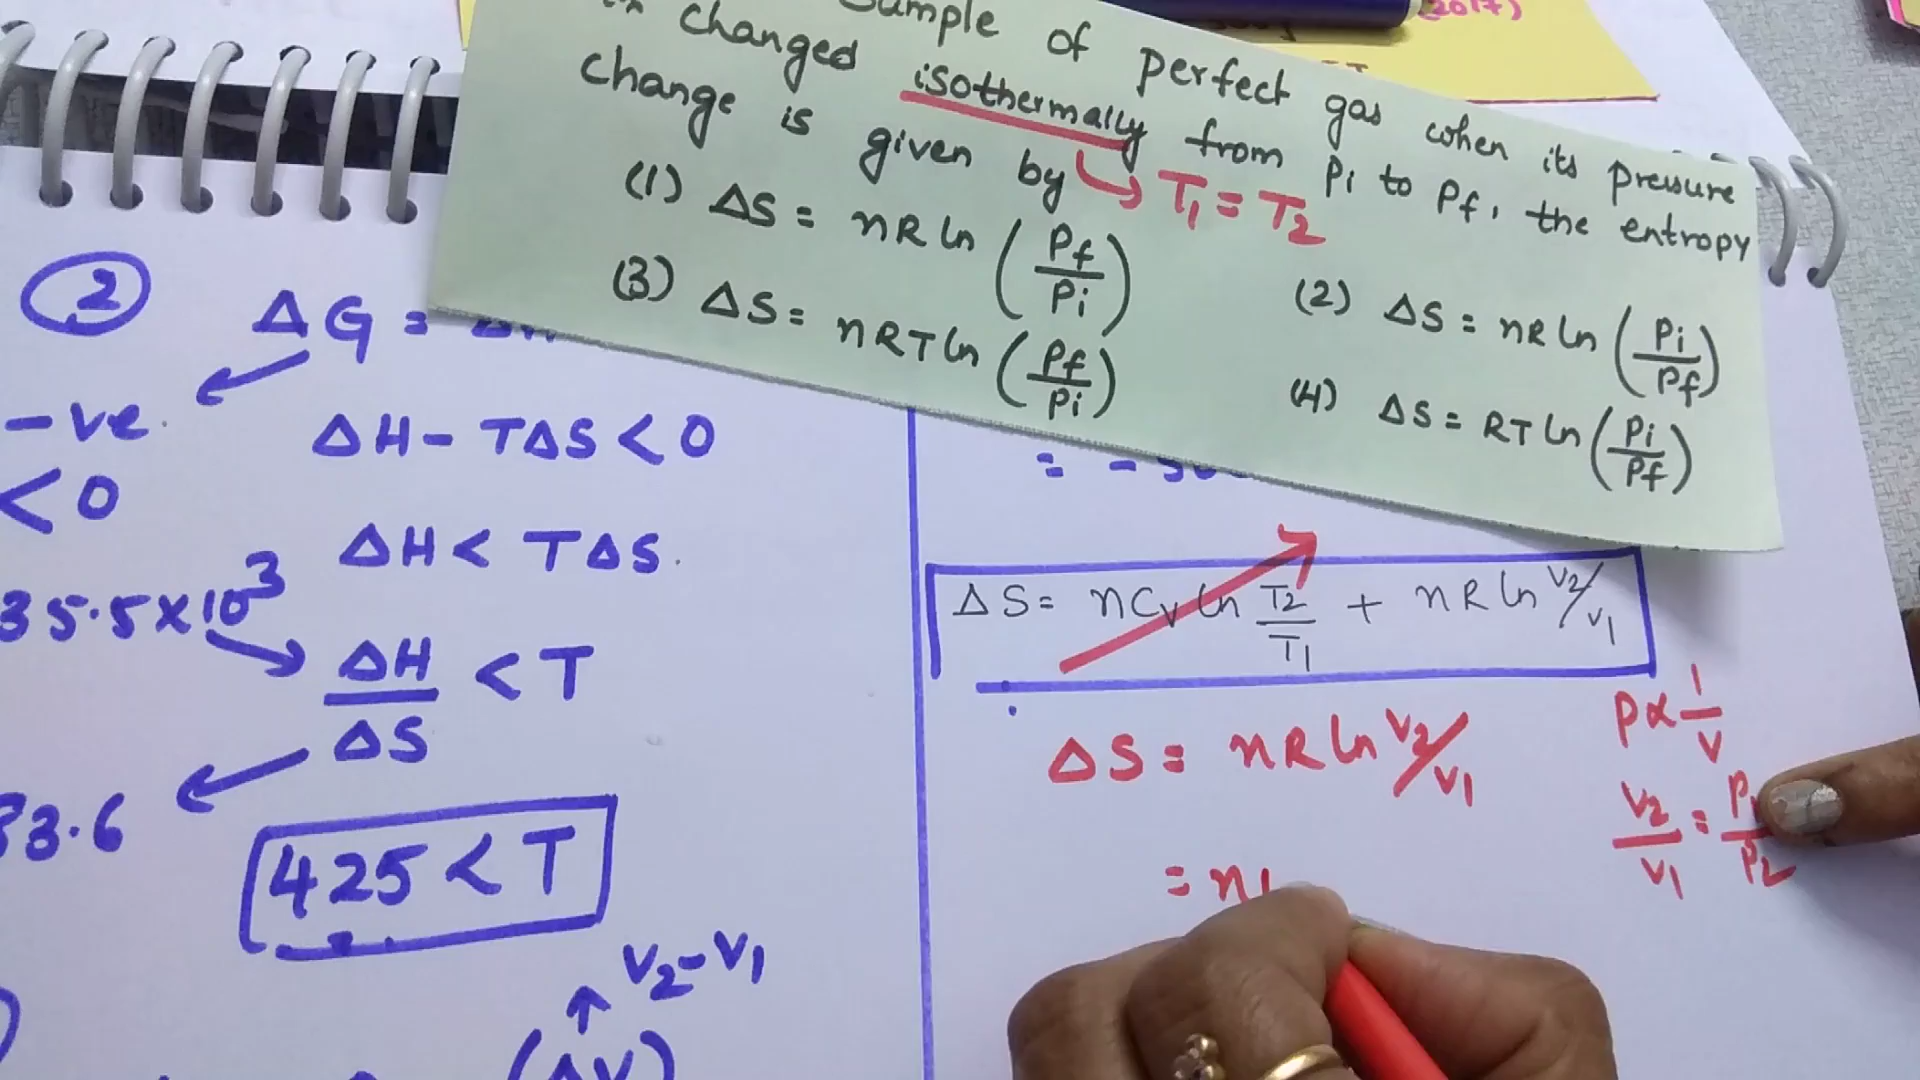 (2017)
Sample of perfect gas when its pressure
in changed isothermally from Pi to Pf, the entropy
change is given by → T1 = T2
(1) ΔS = nR ln (Pf/Pi)
(2) ΔS = nR ln (Pi/Pf)
(3) ΔS = nRT ln (Pf/Pi)
(4) ΔS = RT ln (Pi/Pf)
(2) ΔG =
-ve
< 0
ΔH - TΔS < 0
ΔH < TΔS.
35.5×10³
ΔH/ΔS < T
33.6
425 < T
V2-V1
(ΔV)
= -
ΔS = nCv ln T2/T1 + nR ln V2/V1
ΔS = nR ln V2/V1
P ∝ 1/V
V2/V1 = P1/P2
= n